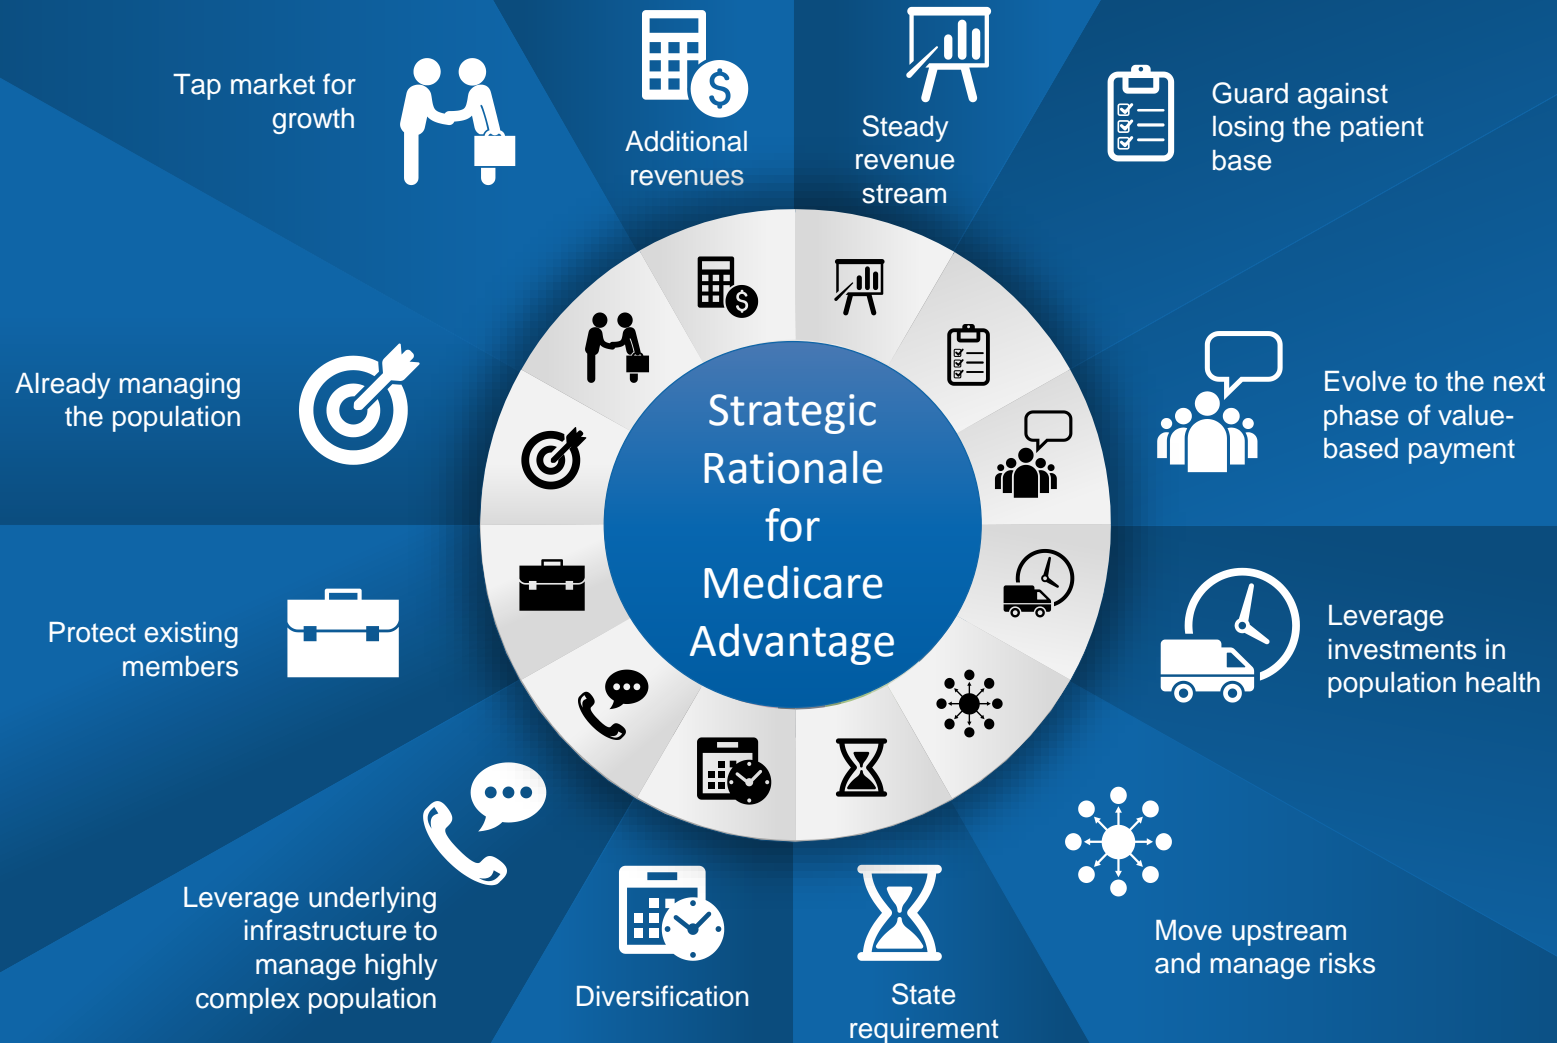 Tap market for
growth
Additional
revenues
Steady
revenue
stream
Guard against
losing the patient
base
Already managing
the population
Evolve to the next
phase of value-
based payment
Strategic
Rationale
for
Medicare
Advantage
Protect existing
members
Leverage
investments in
population health
Leverage underlying
infrastructure to
manage highly
complex population
Diversification
State
requirement
Move upstream
and manage risks
$
$